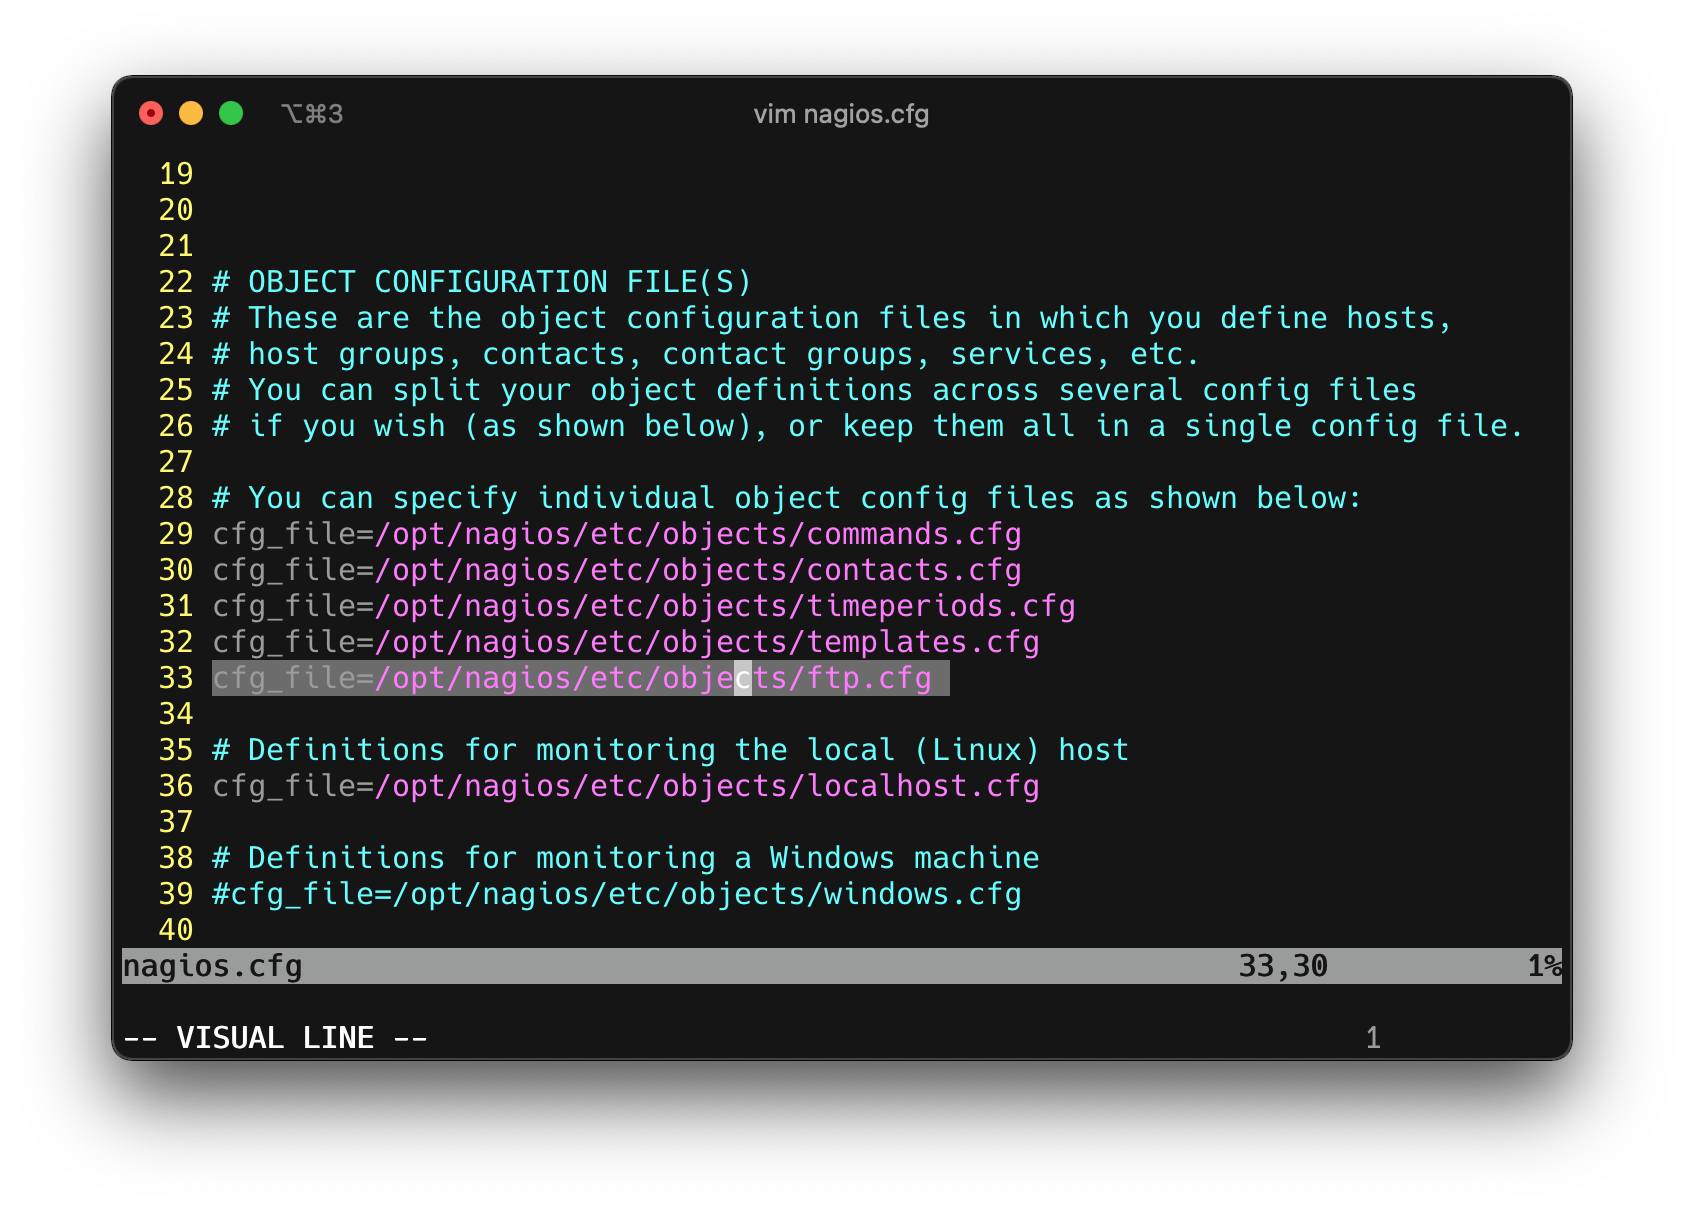 ⌥⌘3 vim nagios.cfg
19
20
21
22 # OBJECT CONFIGURATION FILE(S)
23 # These are the object configuration files in which you define hosts,
24 # host groups, contacts, contact groups, services, etc.
25 # You can split your object definitions across several config files
26 # if you wish (as shown below), or keep them all in a single config file.
27
28 # You can specify individual object config files as shown below:
29 cfg_file=/opt/nagios/etc/objects/commands.cfg
30 cfg_file=/opt/nagios/etc/objects/contacts.cfg
31 cfg_file=/opt/nagios/etc/objects/timeperiods.cfg
32 cfg_file=/opt/nagios/etc/objects/templates.cfg
33 cfg_file=/opt/nagios/etc/objects/ftp.cfg
34
35 # Definitions for monitoring the local (Linux) host
36 cfg_file=/opt/nagios/etc/objects/localhost.cfg
37
38 # Definitions for monitoring a Windows machine
39 #cfg_file=/opt/nagios/etc/objects/windows.cfg
40
nagios.cfg 33,30 1%
-- VISUAL LINE -- 1